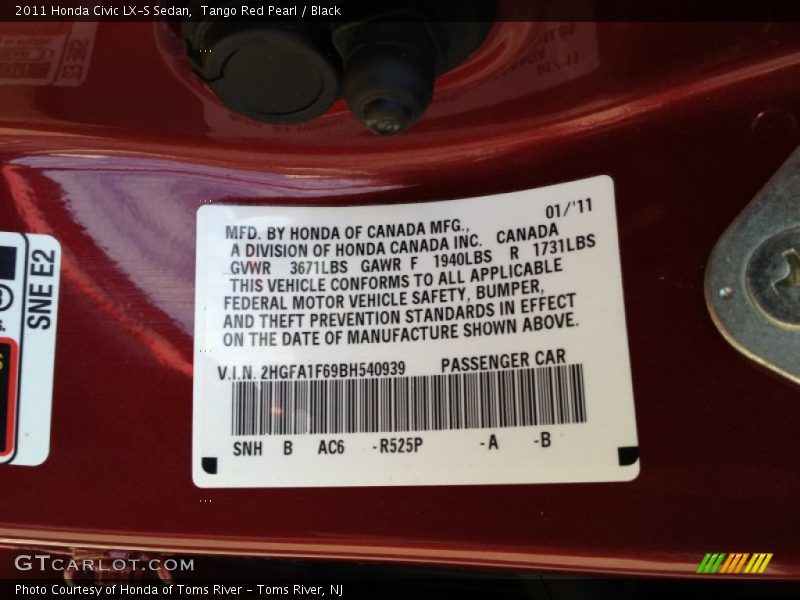 2011 Honda Civic LX-S Sedan, Tango Red Pearl / Black
01/'11
MFD. BY HONDA OF CANADA MFG.,
A DIVISION OF HONDA CANADA INC. CANADA
GVWR 3671LBS GAWR F 1940LBS R 1731LBS
THIS VEHICLE CONFORMS TO ALL APPLICABLE
FEDERAL MOTOR VEHICLE SAFETY, BUMPER,
AND THEFT PREVENTION STANDARDS IN EFFECT
ON THE DATE OF MANUFACTURE SHOWN ABOVE.
V.I.N. 2HGFA1F69BH540939 PASSENGER CAR
SNH B AC6 -R525P -A -B
SNE E2
GTCARLOT.COM
Photo Courtesy of Honda of Toms River - Toms River, NJ